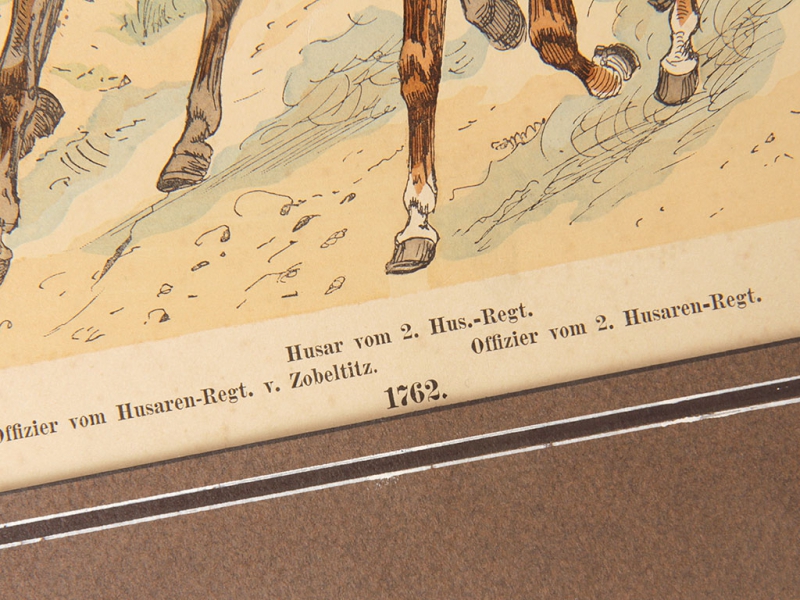 Husar vom 2. Hus.-Regt.
Offizier vom Husaren-Regt. v. Zobeltitz.
Offizier vom 2. Husaren-Regt.
1762.